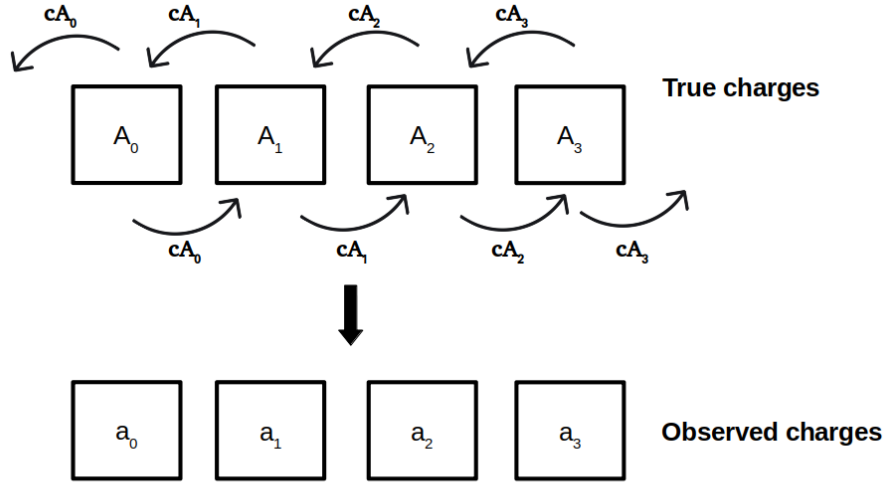 cA₀ cA₁ cA₂ cA₃
A₀ A₁ A₂ A₃ True charges
cA₀ cA₁ cA₂ cA₃
a₀ a₁ a₂ a₃ Observed charges